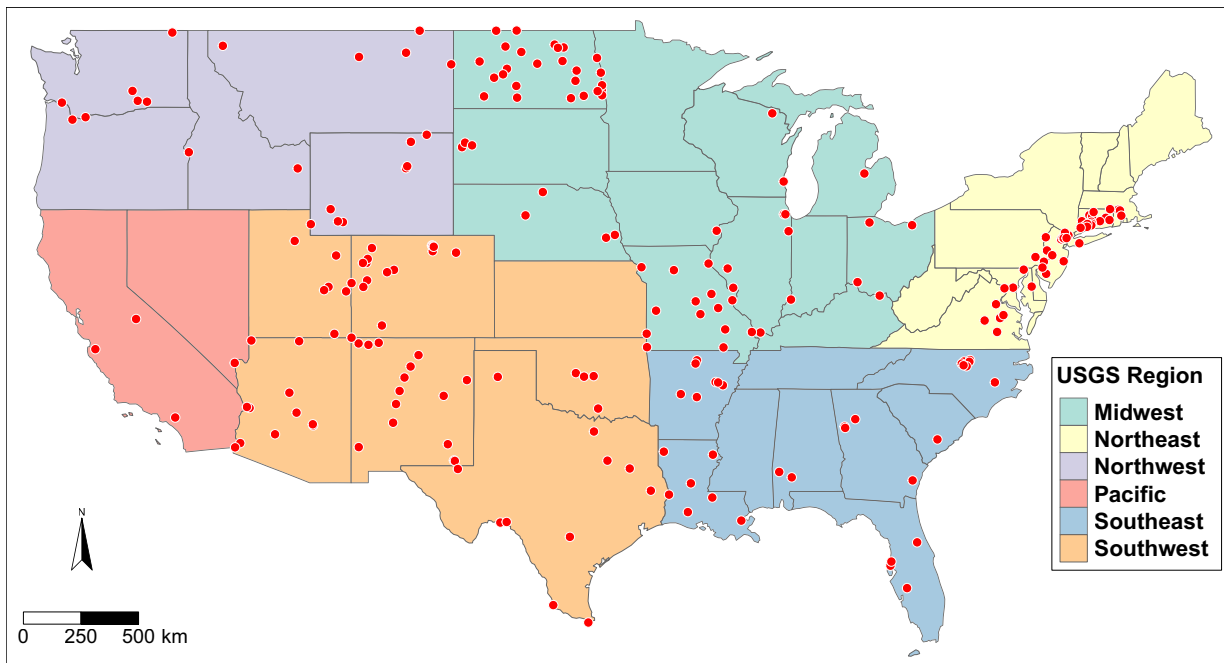 USGS Region
Midwest
Northeast
Northwest
Pacific
Southeast
Southwest
N
0 250 500 km